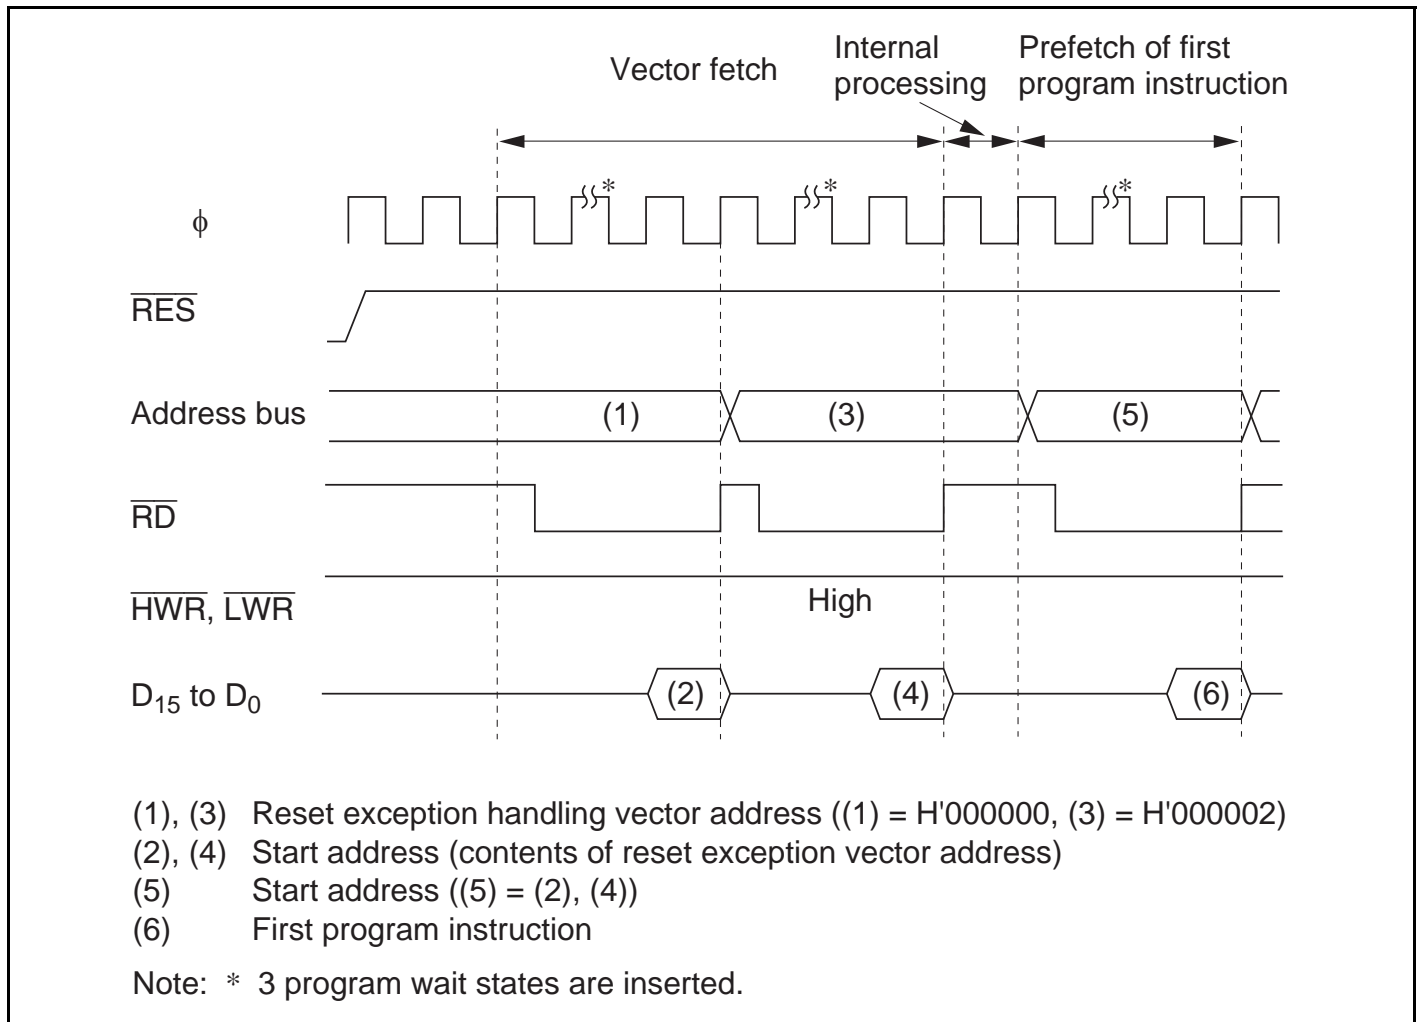 Vector fetch
Internal processing
Prefetch of first program instruction
* * *
ϕ
RES
Address bus (1) (3) (5)
RD
HWR, LWR High
D15 to D0 (2) (4) (6)
(1), (3) Reset exception handling vector address ((1) = H'000000, (3) = H'000002)
(2), (4) Start address (contents of reset exception vector address)
(5) Start address ((5) = (2), (4))
(6) First program instruction
Note: * 3 program wait states are inserted.